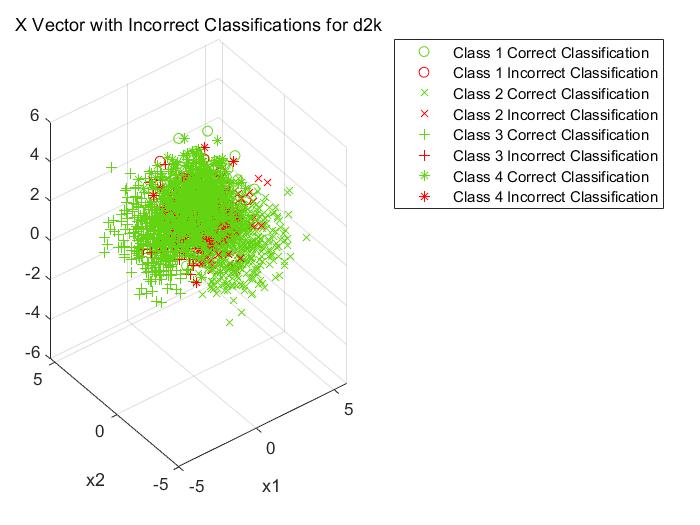 X Vector with Incorrect Classifications for d2k
Class 1 Correct Classification
Class 1 Incorrect Classification
Class 2 Correct Classification
Class 2 Incorrect Classification
Class 3 Correct Classification
Class 3 Incorrect Classification
Class 4 Correct Classification
Class 4 Incorrect Classification
6
4
2
0
-2
-4
-6
5
0
-5
x2
-5
0
5
x1